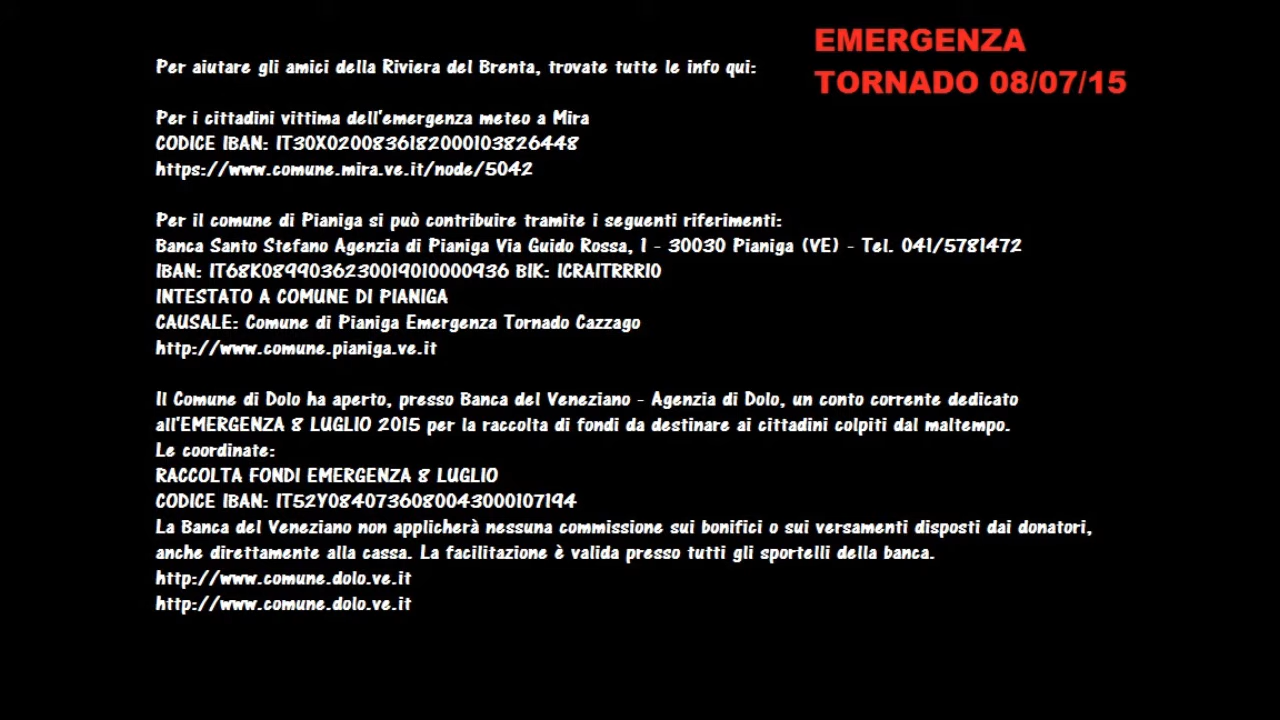 EMERGENZA
TORNADO 08/07/15
Per aiutare gli amici della Riviera del Brenta, trovate tutte le info qui:
Per i cittadini vittima dell'emergenza meteo a Mira
CODICE IBAN: IT30X0200836182000103826448
https://www.comune.mira.ve.it/node/5042
Per il comune di Pianiga si può contribuire tramite i seguenti riferimenti:
Banca Santo Stefano Agenzia di Pianiga Via Guido Rossa, 1 - 30030 Pianiga (VE) - Tel. 041/5781472
IBAN: IT68K0899036230019010000936 BIK: ICRAITRRRI0
INTESTATO A COMUNE DI PIANIGA
CAUSALE: Comune di Pianiga Emergenza Tornado Cazzago
http://www.comune.pianiga.ve.it
Il Comune di Dolo ha aperto, presso Banca del Veneziano - Agenzia di Dolo, un conto corrente dedicato
all'EMERGENZA 8 LUGLIO 2015 per la raccolta di fondi da destinare ai cittadini colpiti dal maltempo.
Le coordinate:
RACCOLTA FONDI EMERGENZA 8 LUGLIO
CODICE IBAN: IT52Y0840736080043000107194
La Banca del Veneziano non applicherà nessuna commissione sui bonifici o sui versamenti disposti dai donatori,
anche direttamente alla cassa. La facilitazione è valida presso tutti gli sportelli della banca.
http://www.comune.dolo.ve.it
http://www.comune.dolo.ve.it